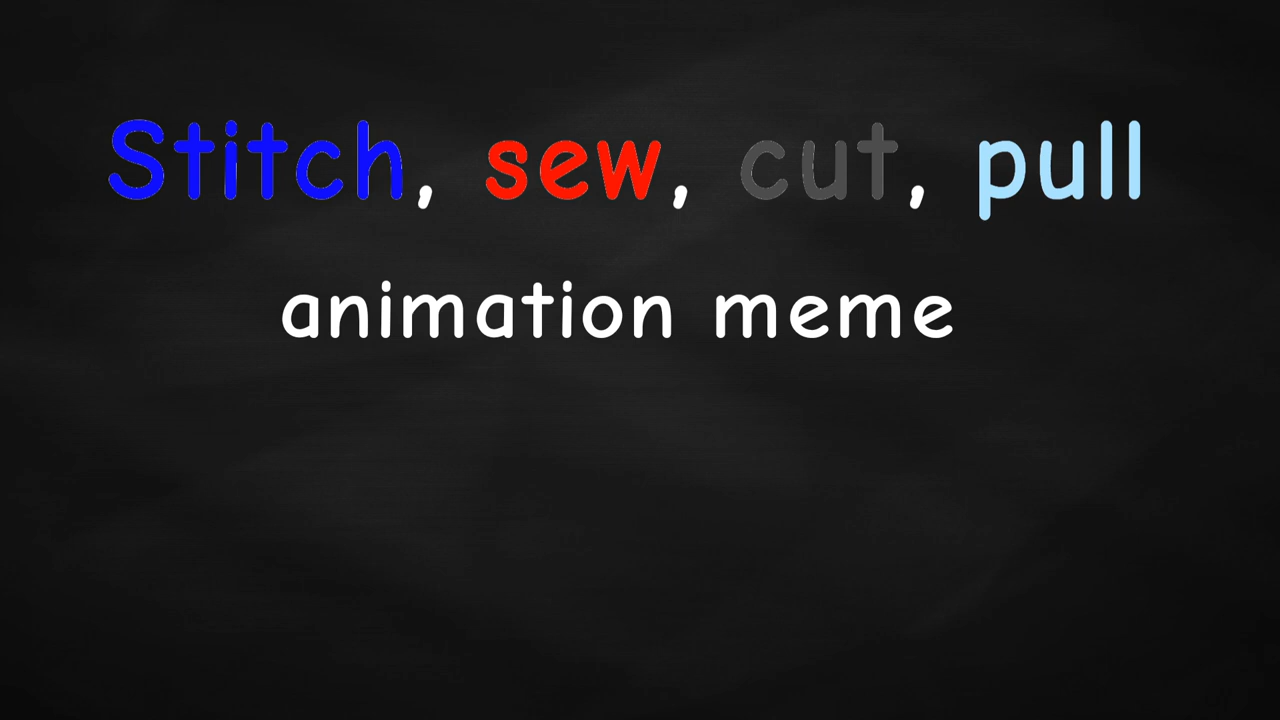 Stitch, sew, cut, pull
animation meme